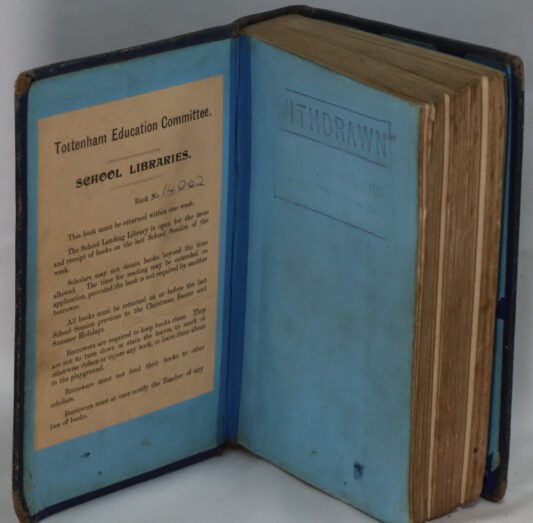 Tottenham Education Committee.
SCHOOL LIBRARIES.
Book No. 14062
This book must be returned within one week.
The School Lending Library is open for the issue
and receipt of books on the last School Session of the
week.
Scholars may not detain books beyond the time
allowed. The time for reading may be extended on
application, provided the book is not required by another
borrower.
All books must be returned on or before the last
School Session previous to the Christmas, Easter and
Summer Holidays.
Borrowers are required to keep books clean. They
are not to turn down or stain the leaves, to mark or
otherwise deface or injure any book, or leave them about
in the playground.
Borrowers must not lend their books to other
scholars.
Borrowers must at once notify the Teacher of any
loss of books.
WITHDRAWN